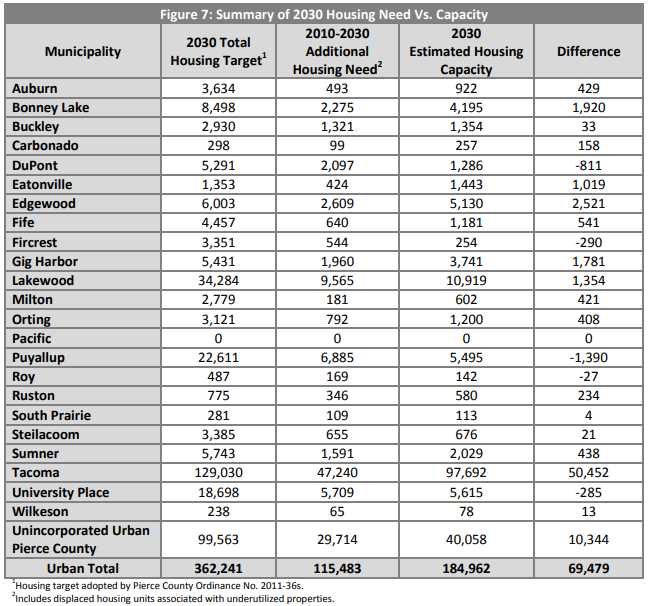 Figure 7: Summary of 2030 Housing Need Vs. Capacity
Municipality 2030 Total Housing Target1 2010-2030 Additional Housing Need2 2030 Estimated Housing Capacity Difference
Auburn 3,634 493 922 429
Bonney Lake 8,498 2,275 4,195 1,920
Buckley 2,930 1,321 1,354 33
Carbonado 298 99 257 158
DuPont 5,291 2,097 1,286 -811
Eatonville 1,353 424 1,443 1,019
Edgewood 6,003 2,609 5,130 2,521
Fife 4,457 640 1,181 541
Fircrest 3,351 544 254 -290
Gig Harbor 5,431 1,960 3,741 1,781
Lakewood 34,284 9,565 10,919 1,354
Milton 2,779 181 602 421
Orting 3,121 792 1,200 408
Pacific 0 0 0 0
Puyallup 22,611 6,885 5,495 -1,390
Roy 487 169 142 -27
Ruston 775 346 580 234
South Prairie 281 109 113 4
Steilacoom 3,385 655 676 21
Sumner 5,743 1,591 2,029 438
Tacoma 129,030 47,240 97,692 50,452
University Place 18,698 5,709 5,615 -285
Wilkeson 238 65 78 13
Unincorporated Urban Pierce County 99,563 29,714 40,058 10,344
Urban Total 362,241 115,483 184,962 69,479
1Housing target adopted by Pierce County Ordinance No. 2011-36s.
2Includes displaced housing units associated with underutilized properties.